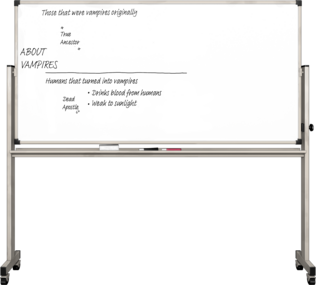 Those that were vampires originally
True
Ancestor
ABOUT
VAMPIRES
Humans that turned into vampires
• Drinks blood from humans
Dead
Apostle
• Weak to sunlight